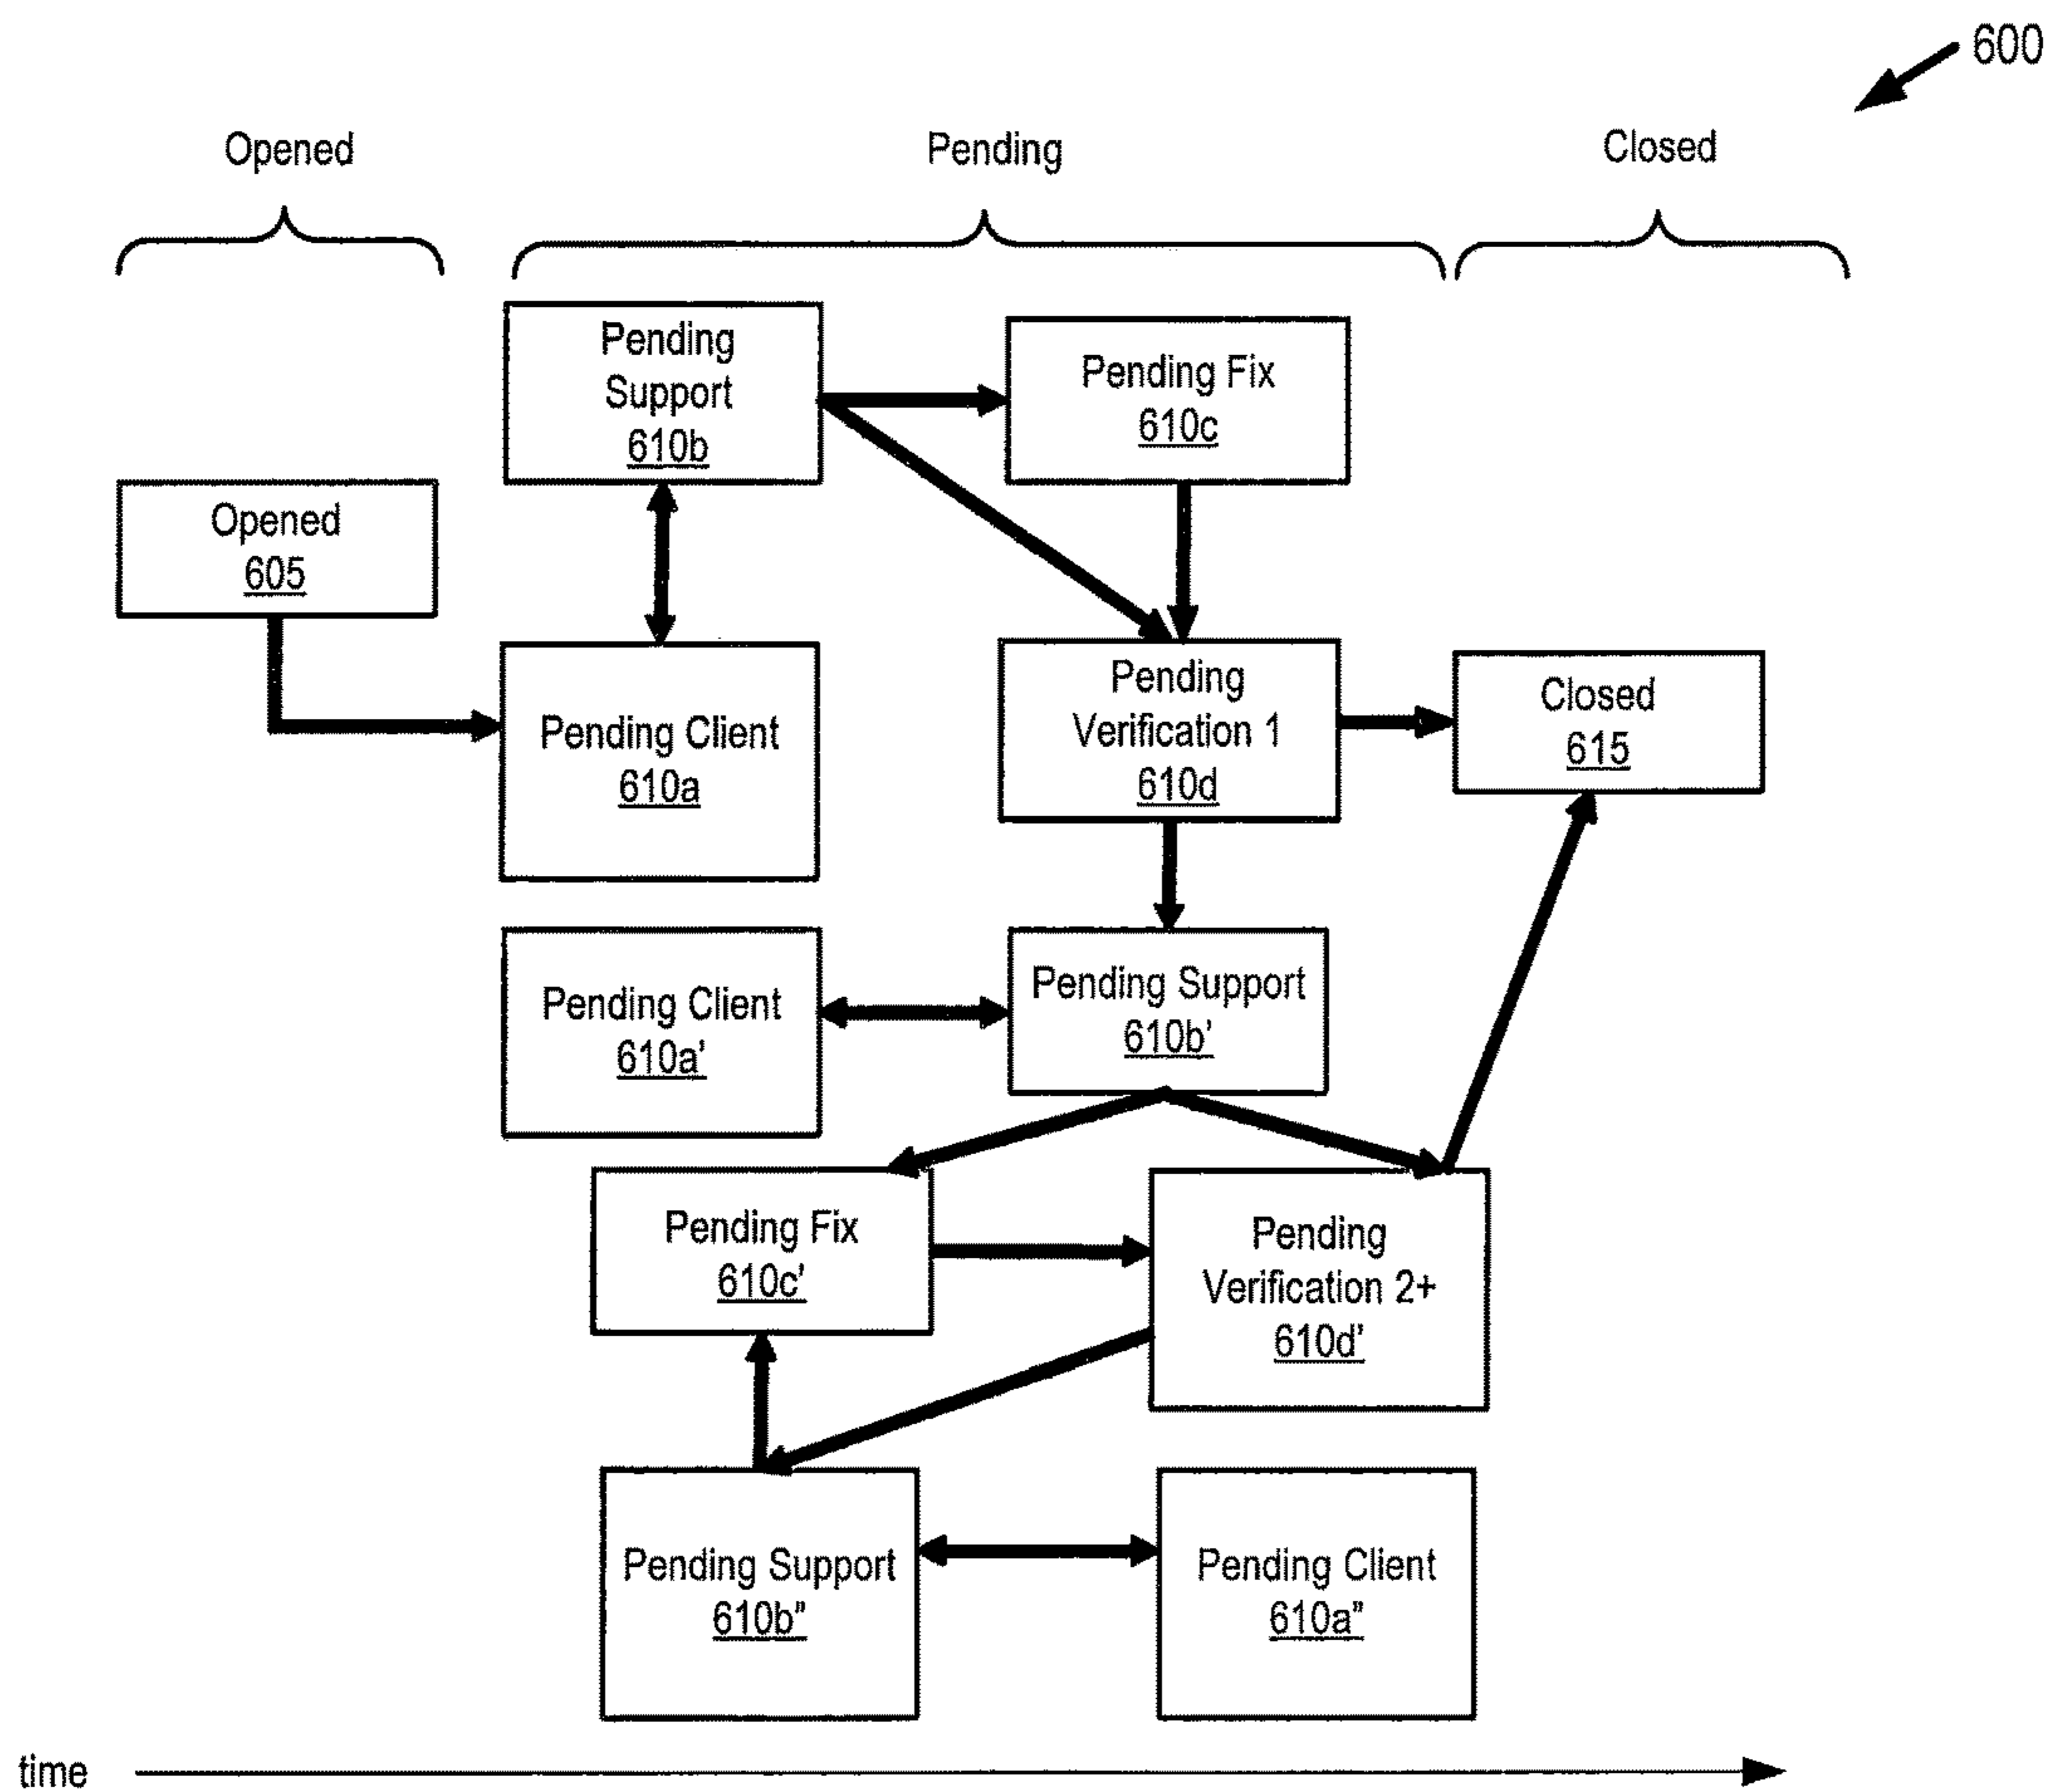 600
Opened
Pending
Closed
Pending
Support
610b
Pending Fix
610c
Opened
605
Pending Client
610a
Pending
Verification 1
610d
Closed
615
Pending Client
610a'
Pending Support
610b'
Pending Fix
610c'
Pending
Verification 2+
610d'
Pending Support
610b"
Pending Client
610a"
time